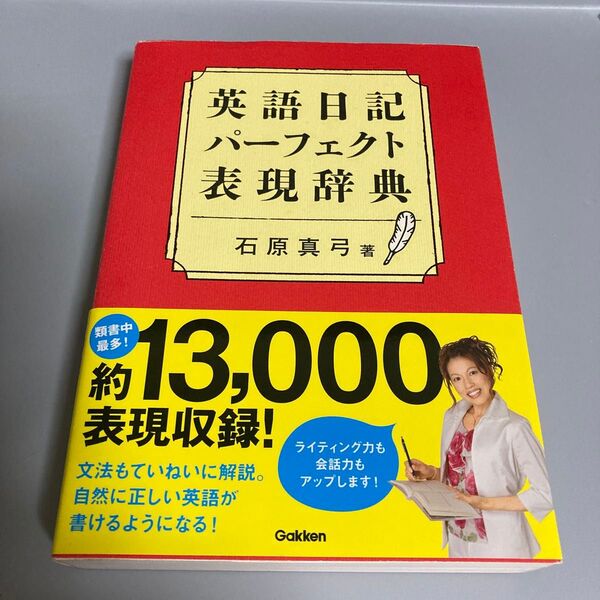 英語日記
パーフェクト
表現辞典
石原真弓 著
類書中
最多!
約13,000
表現収録!
ライティング力も
会話力も
アップします!
文法もていねいに解説。
自然に正しい英語が
書けるようになる!
Gakken